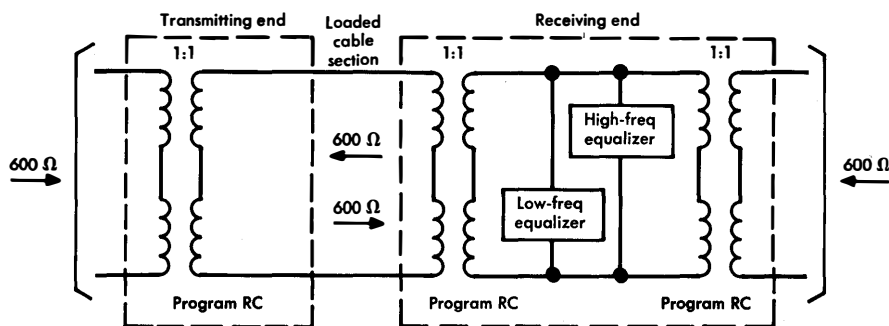 Transmitting end
Loaded
cable
section
Receiving end
1:1
1:1
1:1
High-freq
equalizer
600 Ω
600 Ω
600 Ω
600 Ω
Low-freq
equalizer
Program RC
Program RC
Program RC